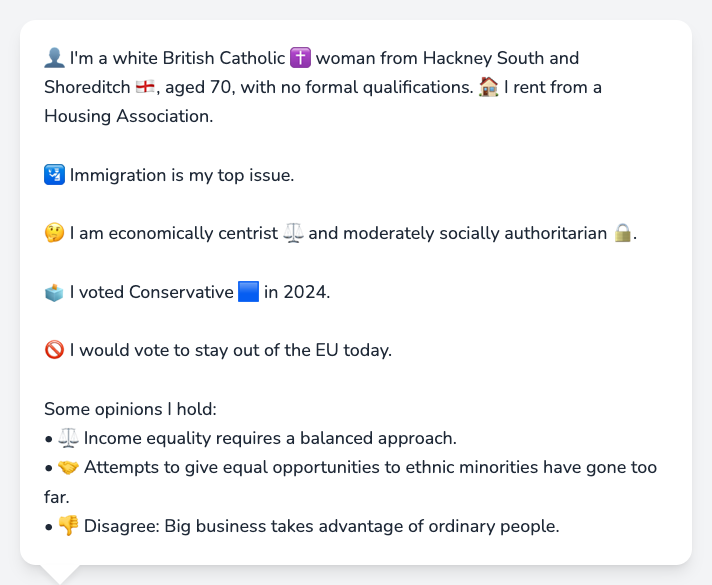 👤 I'm a white British Catholic ✝️ woman from Hackney South and
Shoreditch 🏴󠁧󠁢󠁥󠁮󠁧󠁿, aged 70, with no formal qualifications. 🏠 I rent from a
Housing Association.
🛂 Immigration is my top issue.
🤔 I am economically centrist ⚖️ and moderately socially authoritarian 🔒.
🗳️ I voted Conservative 🟦 in 2024.
🚫 I would vote to stay out of the EU today.
Some opinions I hold:
• ⚖️ Income equality requires a balanced approach.
• 🤝 Attempts to give equal opportunities to ethnic minorities have gone too
far.
• 👎 Disagree: Big business takes advantage of ordinary people.